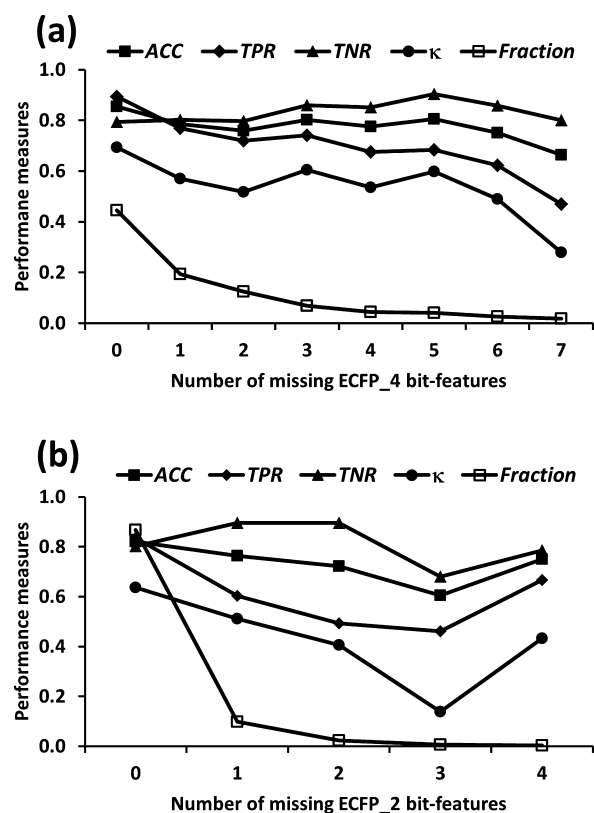 (a)
ACC TPR TNR κ Fraction
1.0
0.8
0.6
0.4
0.2
0.0
Performane measures
0 1 2 3 4 5 6 7
Number of missing ECFP_4 bit-features
(b)
ACC TPR TNR κ Fraction
1.0
0.8
0.6
0.4
0.2
0.0
Performance measures
0 1 2 3 4
Number of missing ECFP_2 bit-features